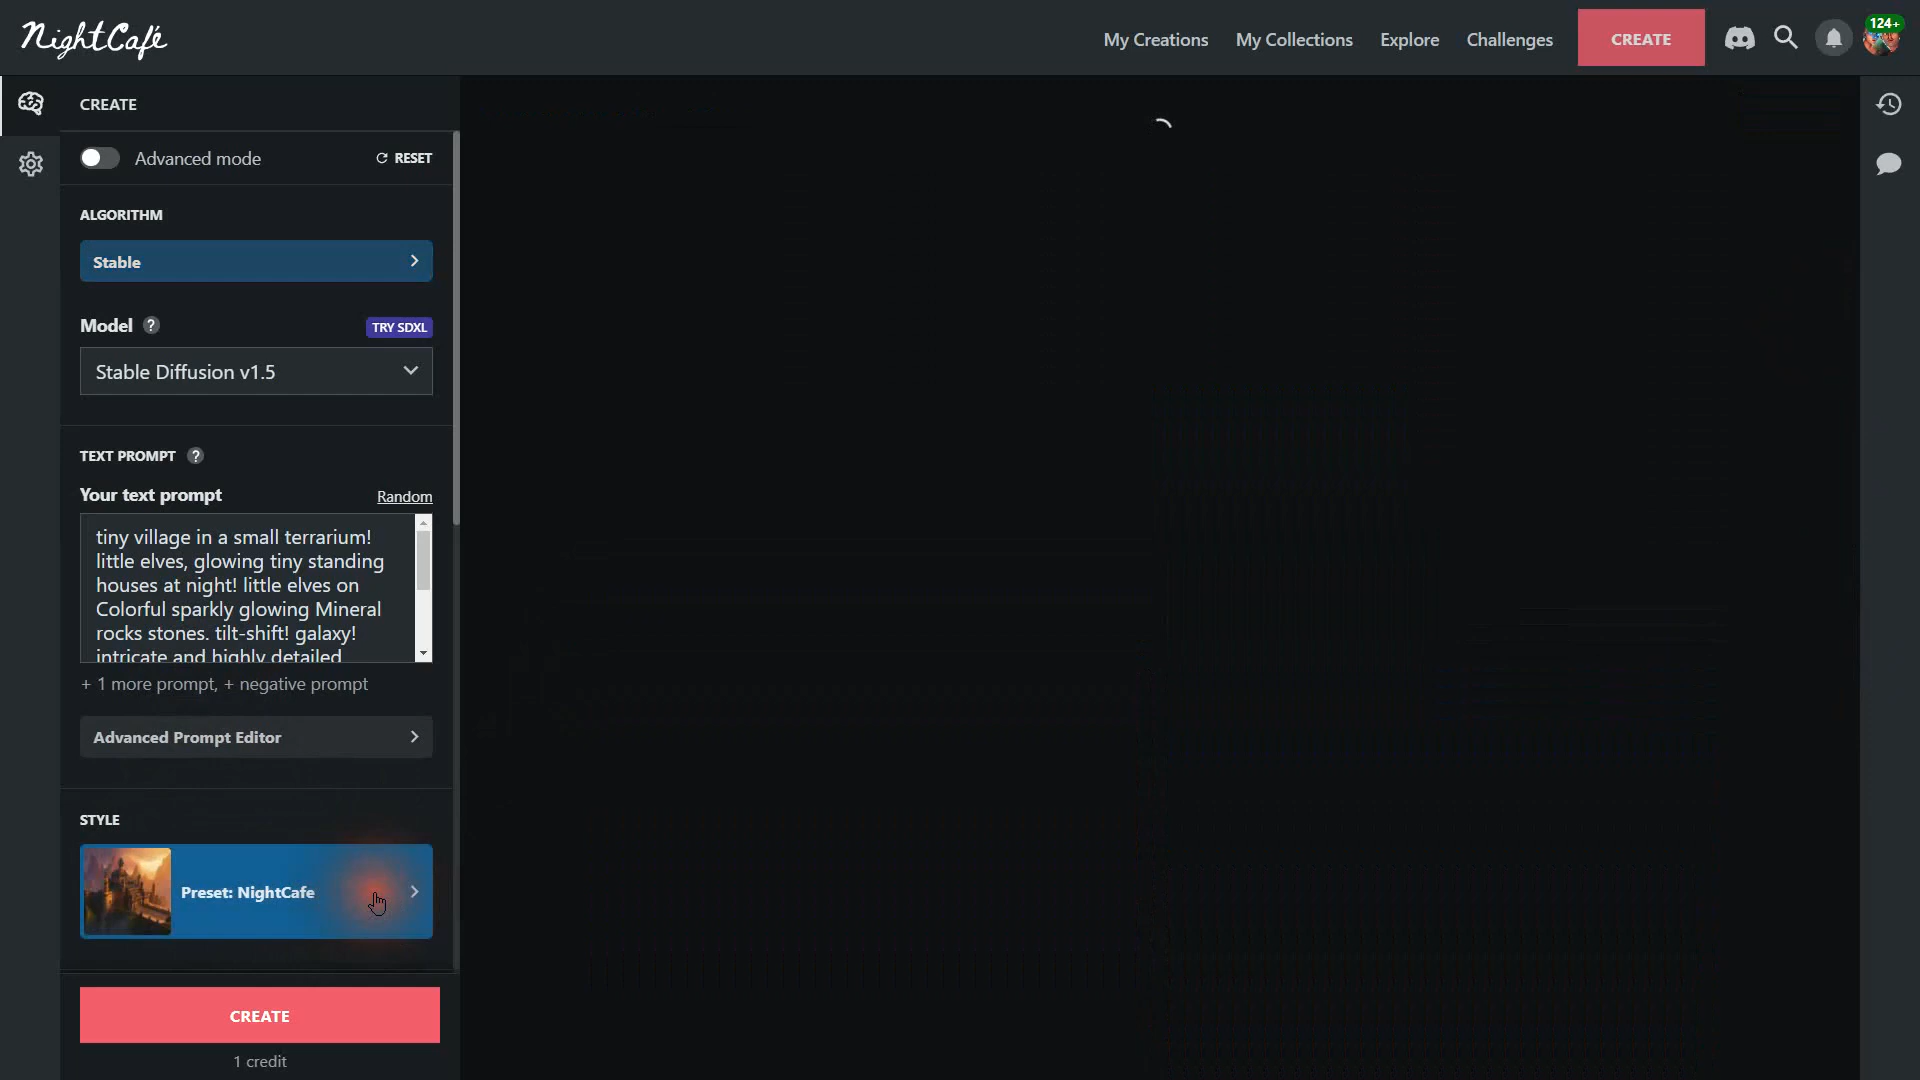 NightCafé
My Creations
My Collections
Explore
Challenges
CREATE
124+
CREATE
Advanced mode
RESET
ALGORITHM
Stable
Model ?
TRY SDXL
Stable Diffusion v1.5
TEXT PROMPT ?
Your text prompt
Random
tiny village in a small terrarium!
little elves, glowing tiny standing
houses at night! little elves on
Colorful sparkly glowing Mineral
rocks stones. tilt-shift! galaxy!
intricate and highly detailed
+ 1 more prompt, + negative prompt
Advanced Prompt Editor
STYLE
Preset: NightCafe
CREATE
1 credit